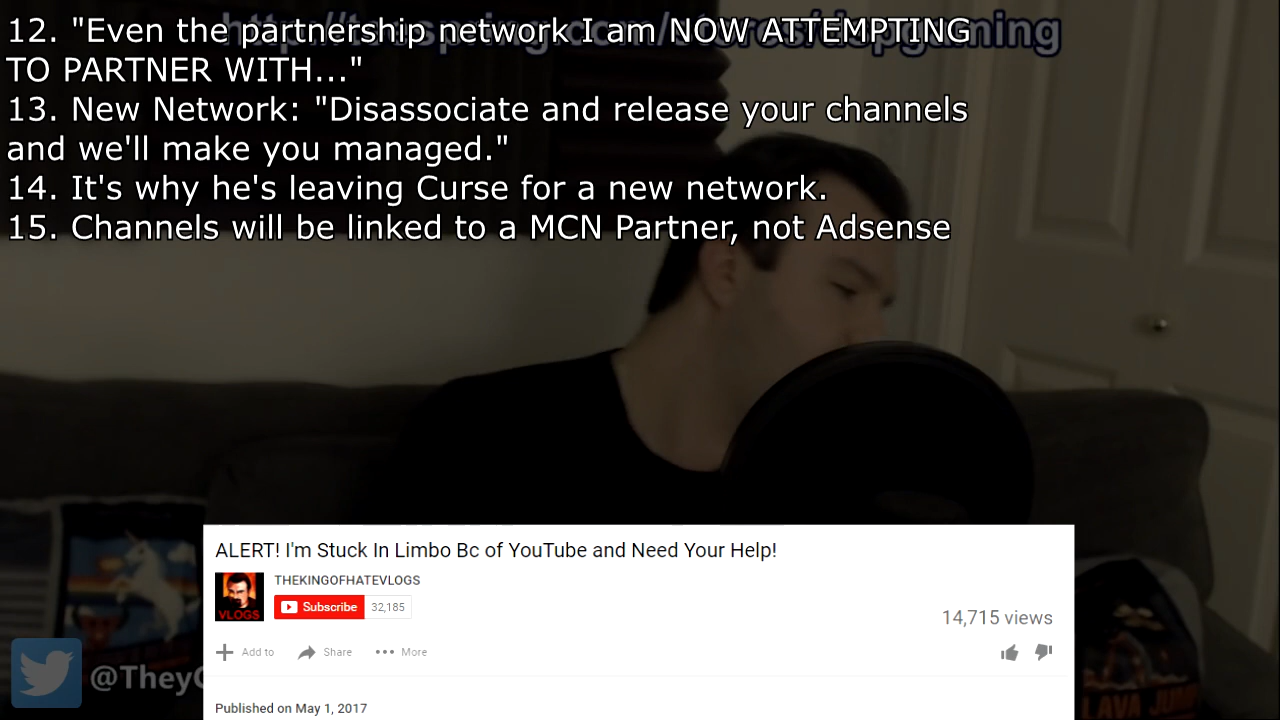 12. "Even the partnership network I am NOW ATTEMPTING
TO PARTNER WITH..."
13. New Network: "Disassociate and release your channels
and we'll make you managed."
14. It's why he's leaving Curse for a new network.
15. Channels will be linked to a MCN Partner, not Adsense
ALERT! I'm Stuck In Limbo Bc of YouTube and Need Your Help!
THEKINGOFHATEVLOGS
VLOGS
Subscribe 32,185
14,715 views
Add to Share More
@They
Published on May 1, 2017
LAVA